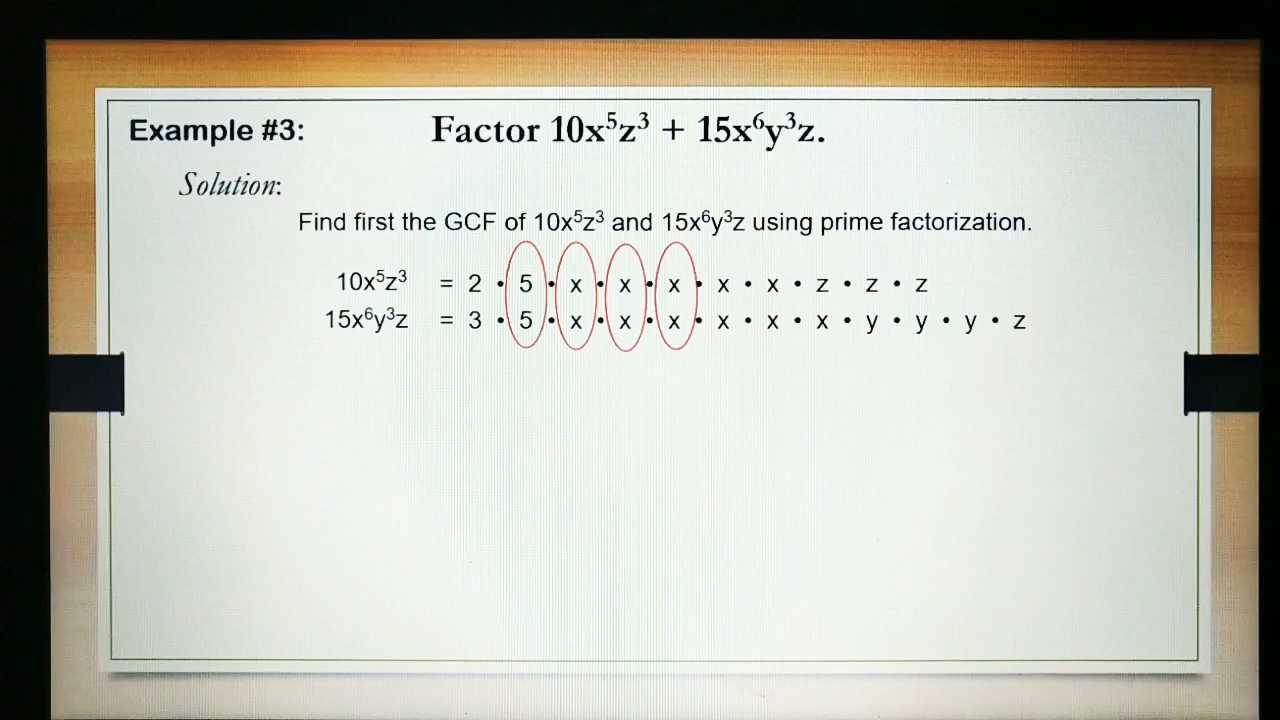 Example #3: Factor 10x⁵z³ + 15x⁶y³z.
Solution:
Find first the GCF of 10x⁵z³ and 15x⁶y³z using prime factorization.
10x⁵z³ = 2 • 5 • x • x • x • x • x • z • z • z
15x⁶y³z = 3 • 5 • x • x • x • x • x • x • y • y • y • z